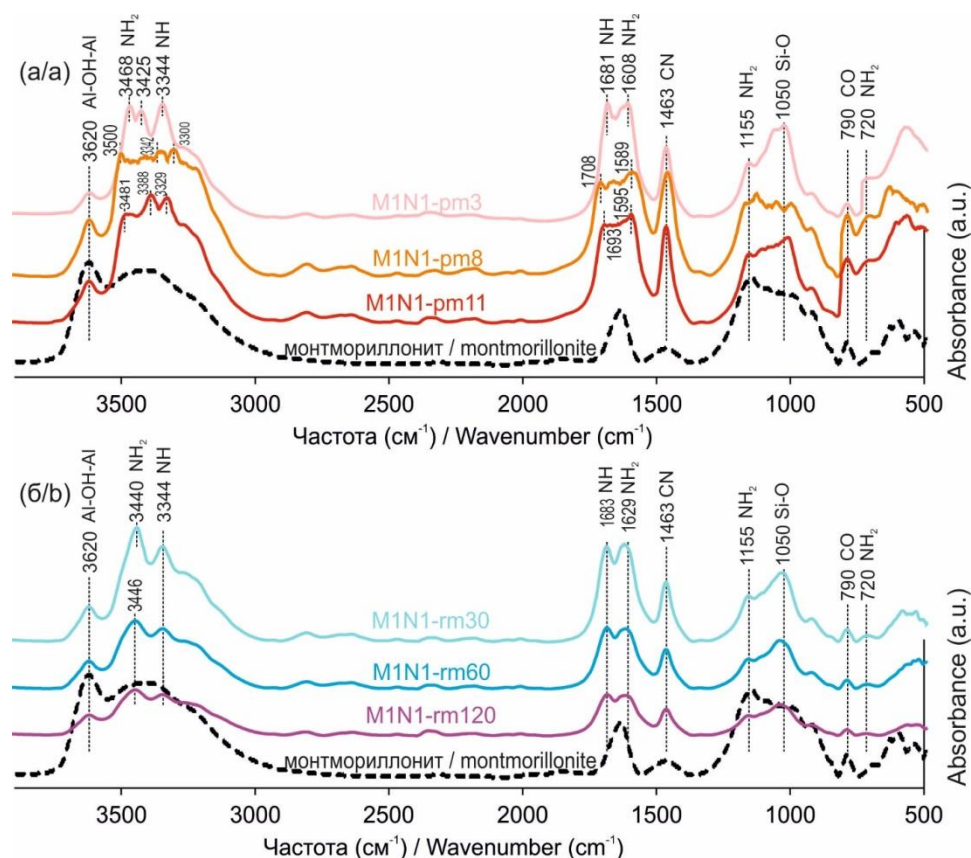 (a/a)
3620 Al-OH-Al
3468 NH₂
3425
3344 NH
1681 NH
1608 NH₂
1463 CN
1155 NH₂
1050 Si-O
790 CO
720 NH₂
3500
3342
3300
3481
3388
3329
1708
1589
1693
1595
M1N1-pm3
M1N1-pm8
M1N1-pm11
монтмориллонит / montmorillonite
Absorbance (a.u.)
3500 3000 2500 2000 1500 1000 500
Частота (см⁻¹) / Wavenumber (cm⁻¹)
(б/b)
3620 Al-OH-Al
3440 NH₂
3344 NH
1683 NH
1629 NH₂
1463 CN
1155 NH₂
1050 Si-O
790 CO
720 NH₂
3446
M1N1-rm30
M1N1-rm60
M1N1-rm120
монтмориллонит / montmorillonite
Absorbance (a.u.)
3500 3000 2500 2000 1500 1000 500
Частота (см⁻¹) / Wavenumber (cm⁻¹)